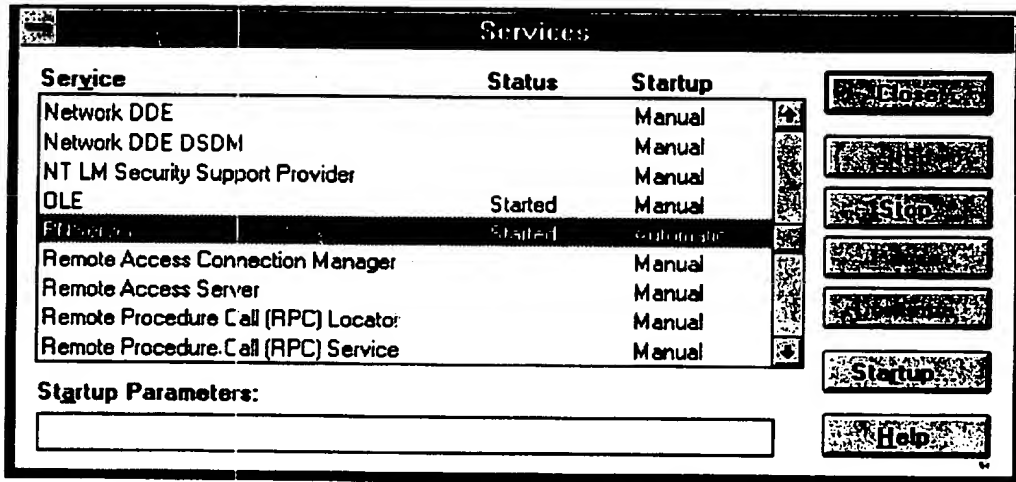 Services
Service Status Startup
Network DDE Manual
Network DDE DSDM Manual
NT LM Security Support Provider Manual
OLE Started Manual
Started Automatic
Remote Access Connection Manager Manual
Remote Access Server Manual
Remote Procedure Call (RPC) Locator Manual
Remote Procedure Call (RPC) Service Manual
Startup Parameters:
Close
Stop
Startup
Help